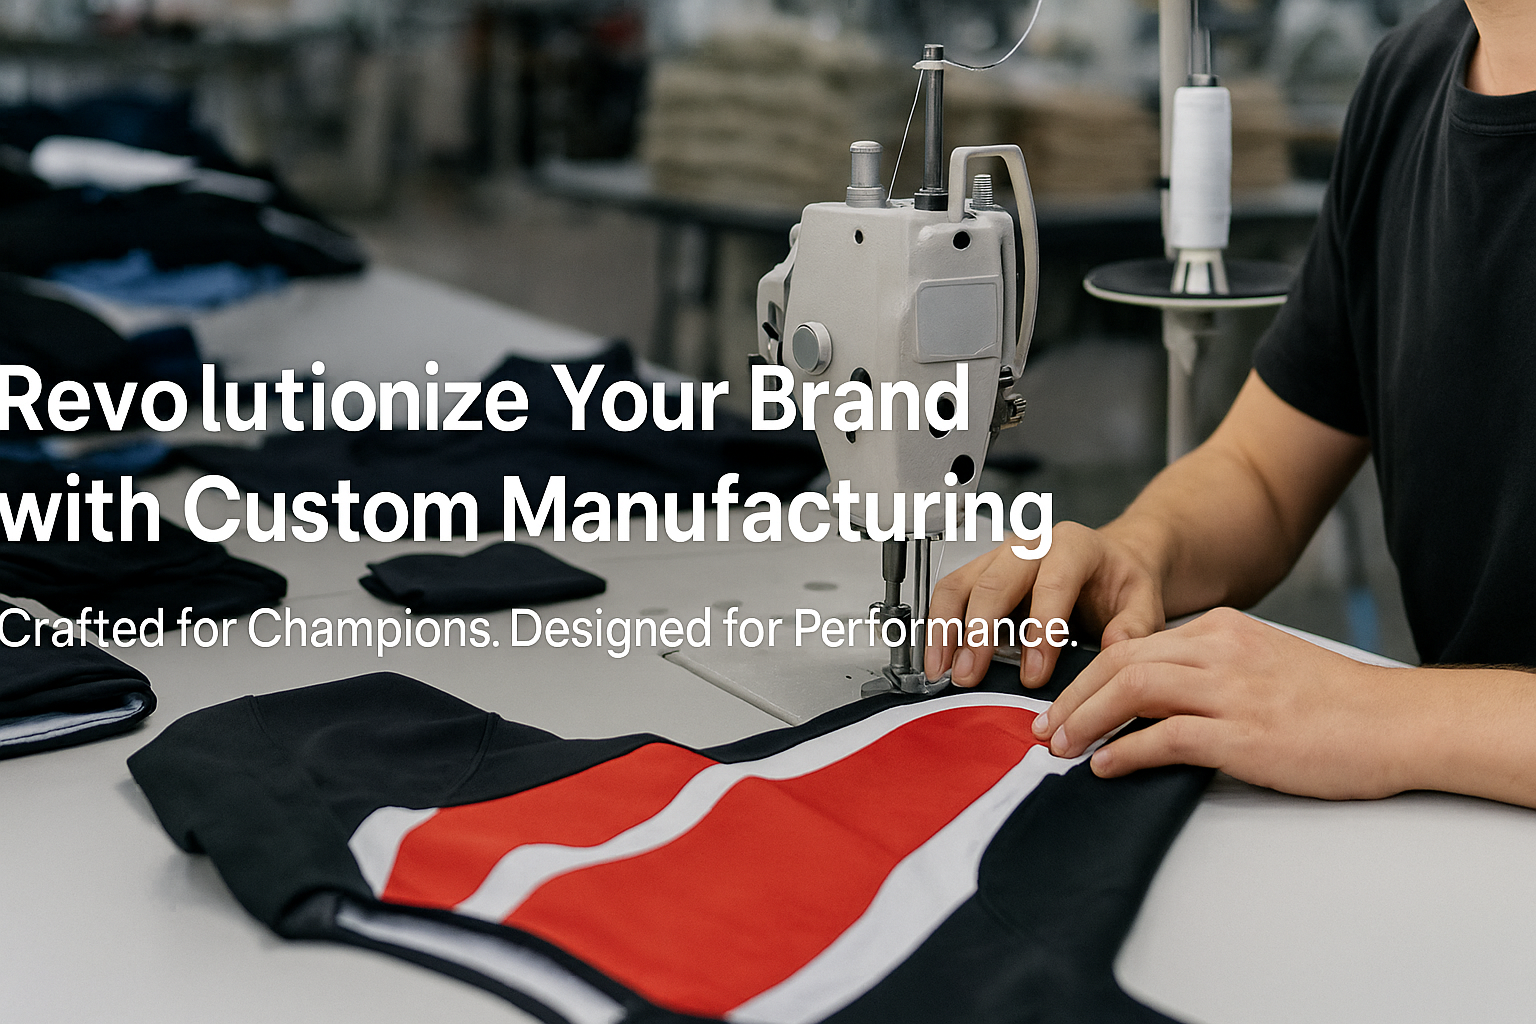 Revolutionize Your Brand
with Custom Manufacturing
Crafted for Champions. Designed for Performance.